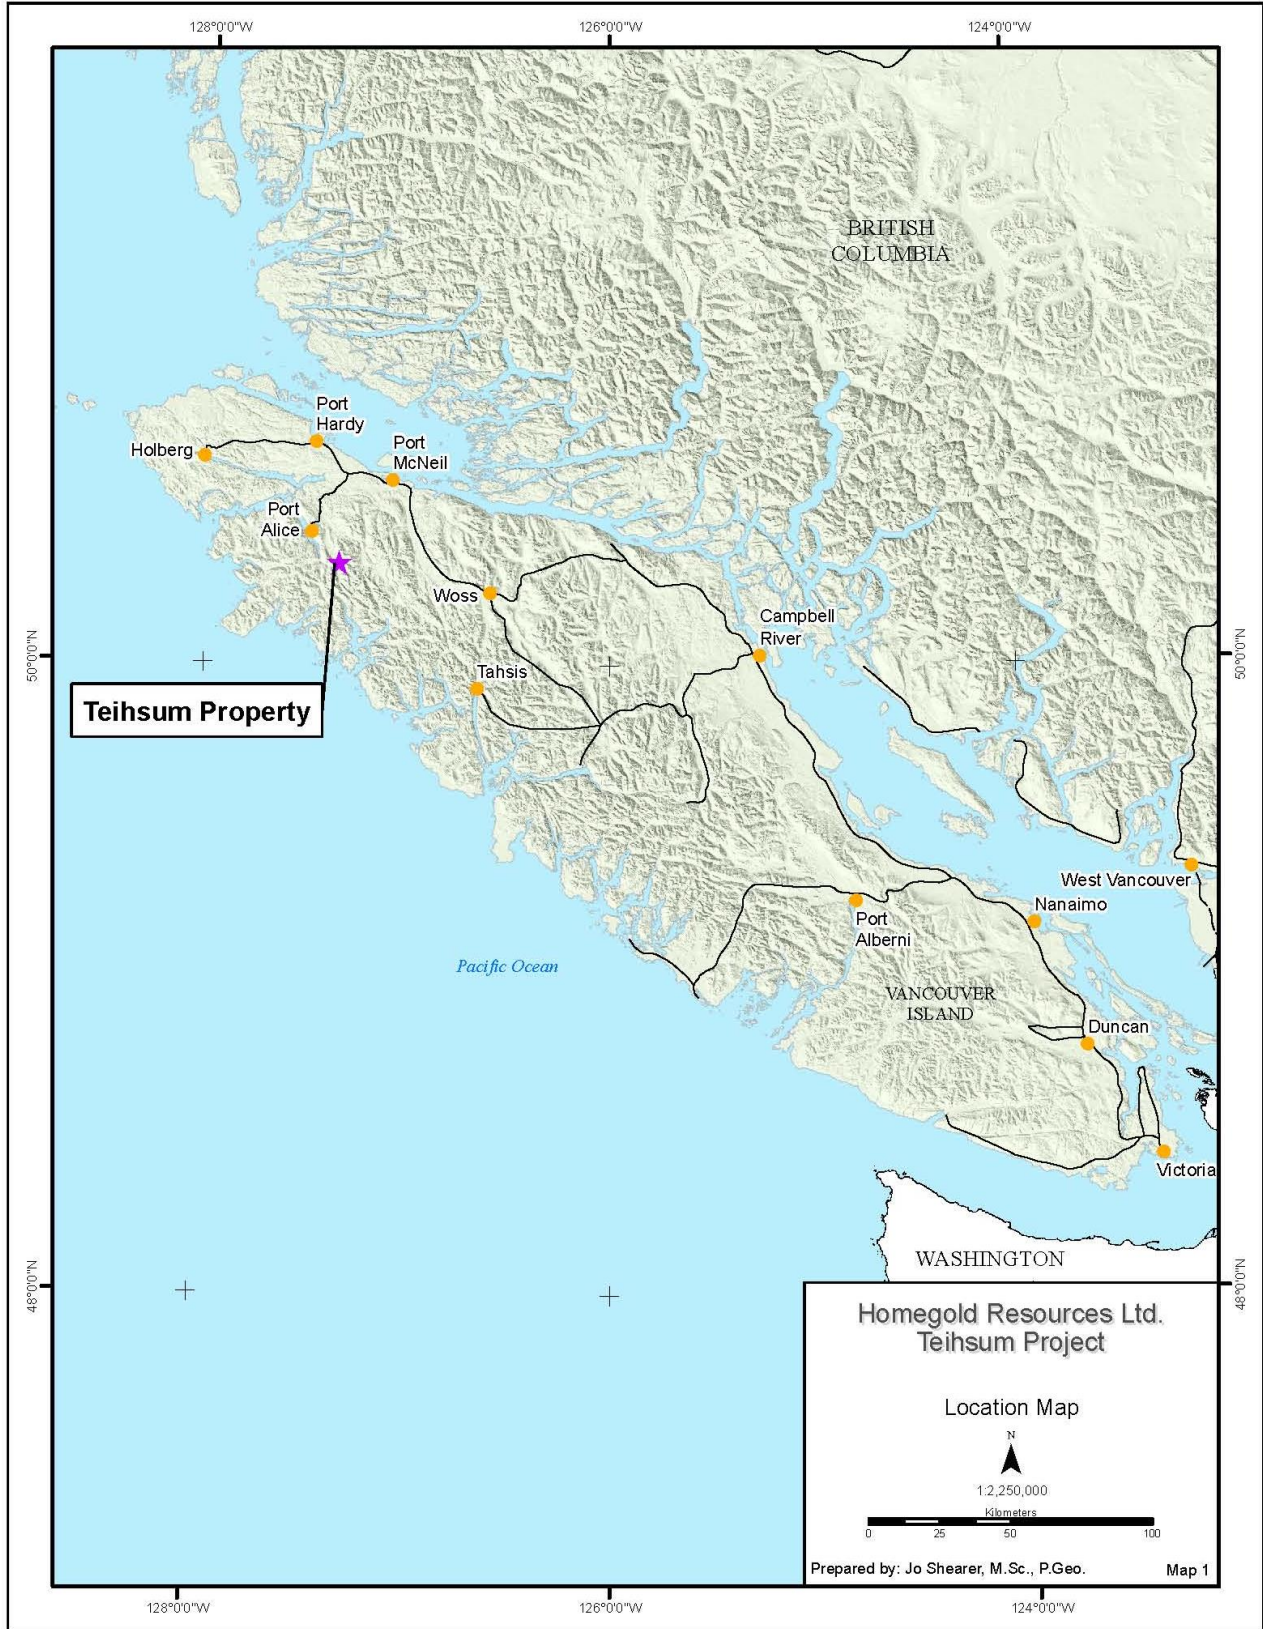 128°0'0"W
126°0'0"W
124°0'0"W
BRITISH
COLUMBIA
Port
Hardy
Holberg
Port
McNeil
Port
Alice
Woss
Campbell
River
50°0'0"N
50°0'0"N
Tahsis
Teihsum Property
West Vancouver
Nanaimo
Port
Alberni
Pacific Ocean
VANCOUVER
ISLAND
Duncan
Victoria
WASHINGTON
48°0'0"N
48°0'0"N
Homegold Resources Ltd.
Teihsum Project
Location Map
N
1:2,250,000
Kilometers
0 25 50 100
Prepared by: Jo Shearer, M.Sc., P.Geo. Map 1
128°0'0"W
126°0'0"W
124°0'0"W